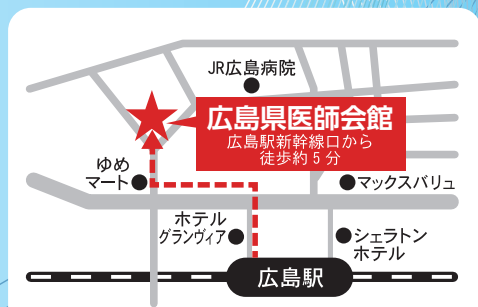 JR広島病院
広島県医師会館
広島駅新幹線口から
徒歩約5分
ゆめ
マート
マックスバリュ
ホテル
グランヴィア
シェラトン
ホテル
広島駅